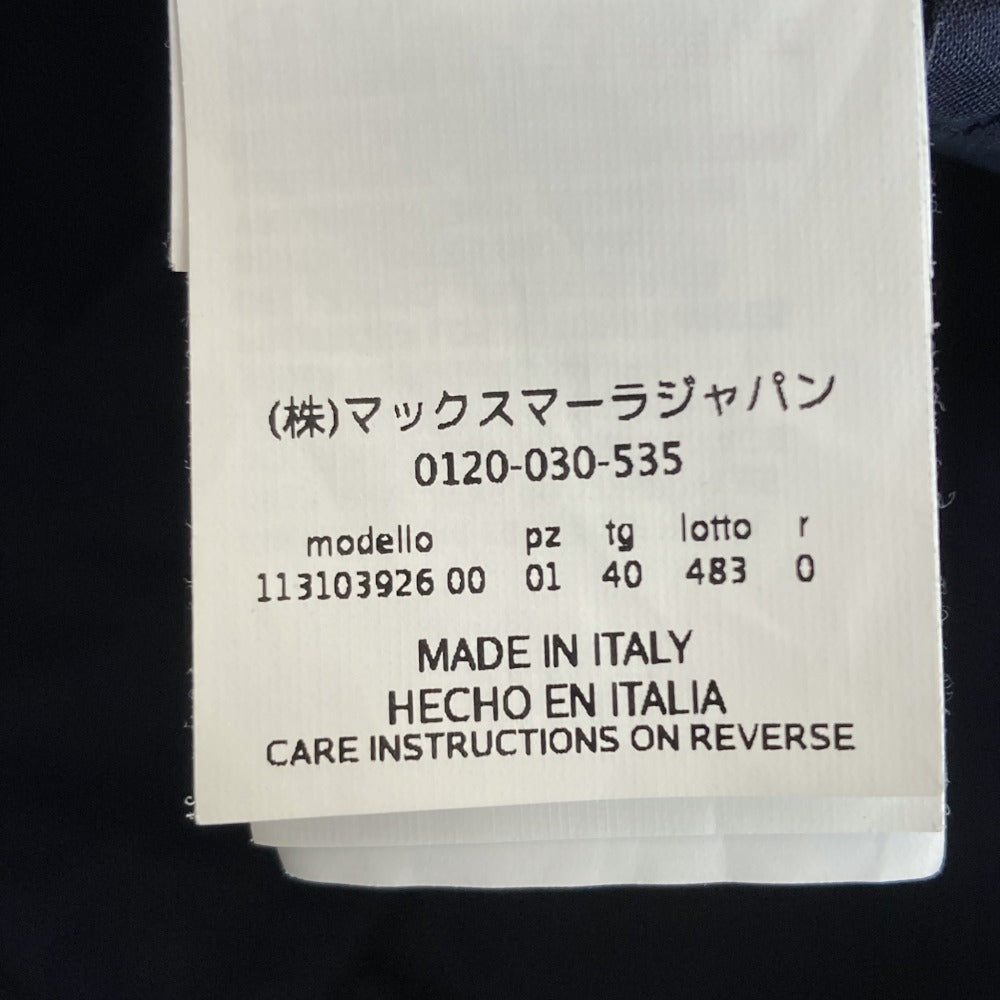 (株)マックスマーラジャパン
0120-030-535
modello pz tg lotto r
113103926 00 01 40 483 0
MADE IN ITALY
HECHO EN ITALIA
CARE INSTRUCTIONS ON REVERSE